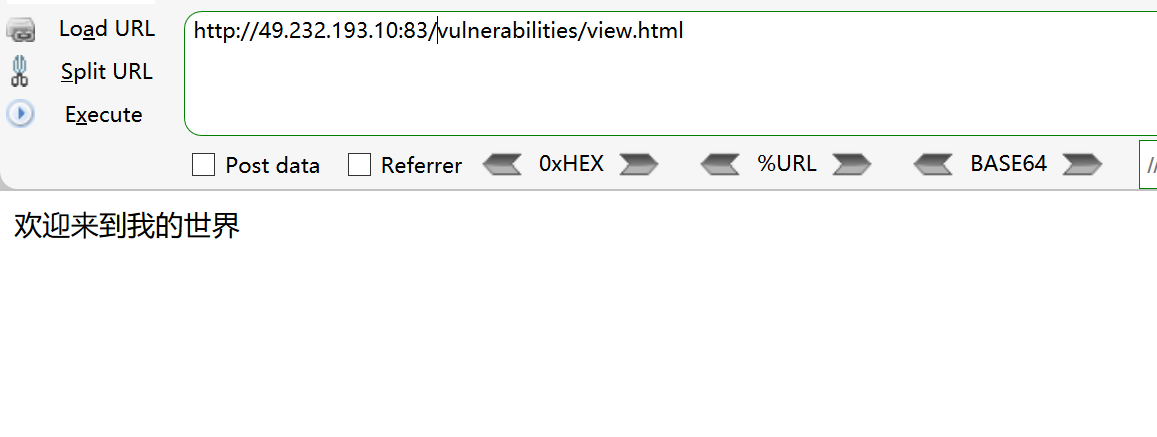 Load URL
http://49.232.193.10:83/vulnerabilities/view.html
Split URL
Execute
Post data Referrer 0xHEX %URL BASE64 //
欢迎来到我的世界